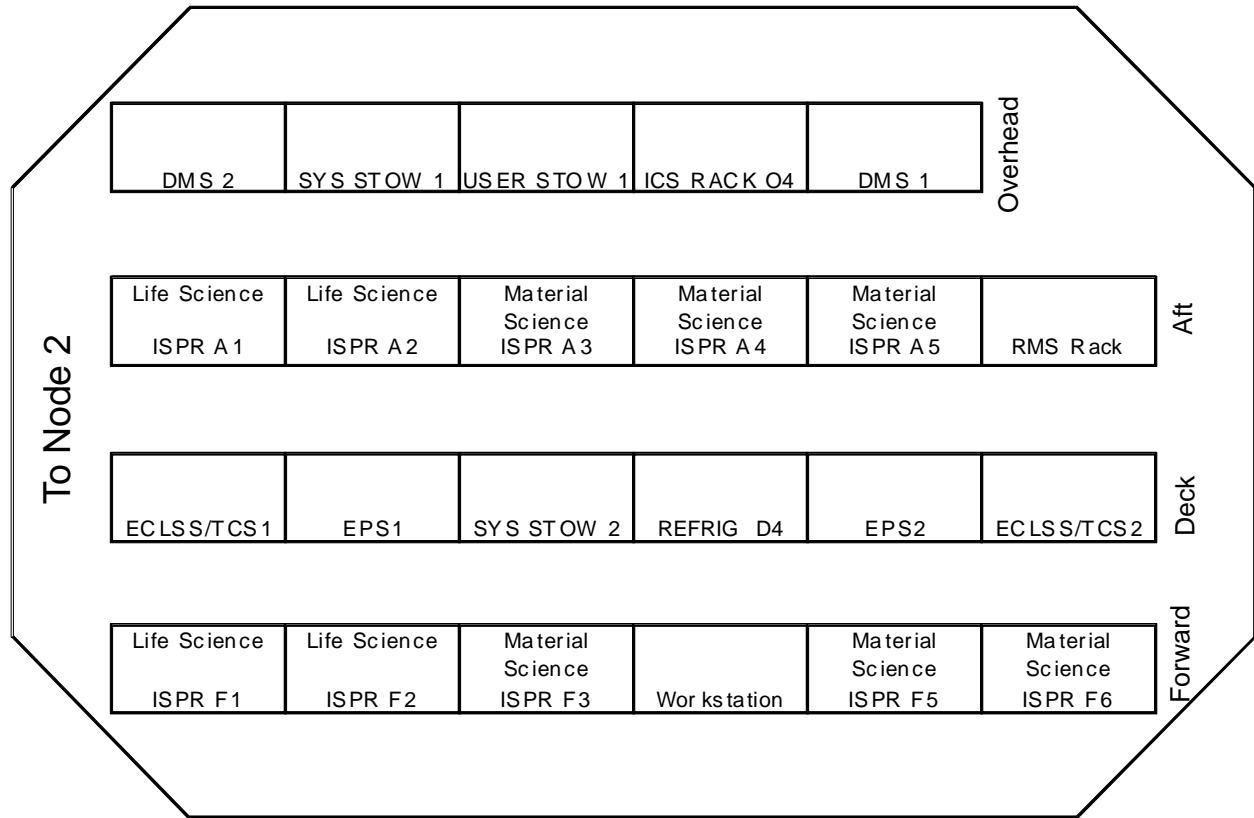 To Node 2
Overhead
DMS 2
SYS STOW 1
USER STOW 1
ICS RACK O4
DMS 1
Aft
Life Science
ISPR A1
Life Science
ISPR A2
Material
Science
ISPR A3
Material
Science
ISPR A4
Material
Science
ISPR A5
RMS Rack
Deck
ECLSS/TCS1
EPS1
SYS STOW 2
REFRIG D4
EPS2
ECLSS/TCS2
Forward
Life Science
ISPR F1
Life Science
ISPR F2
Material
Science
ISPR F3
Workstation
Material
Science
ISPR F5
Material
Science
ISPR F6